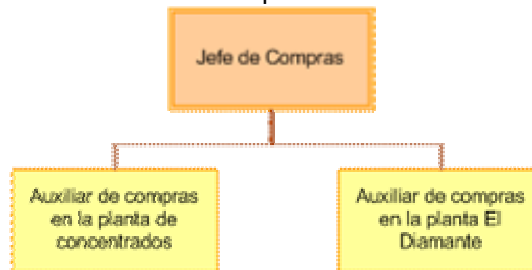 Jefe de Compras
Auxiliar de compras
en la planta de
concentrados
Auxiliar de compras
en la planta El
Diamante